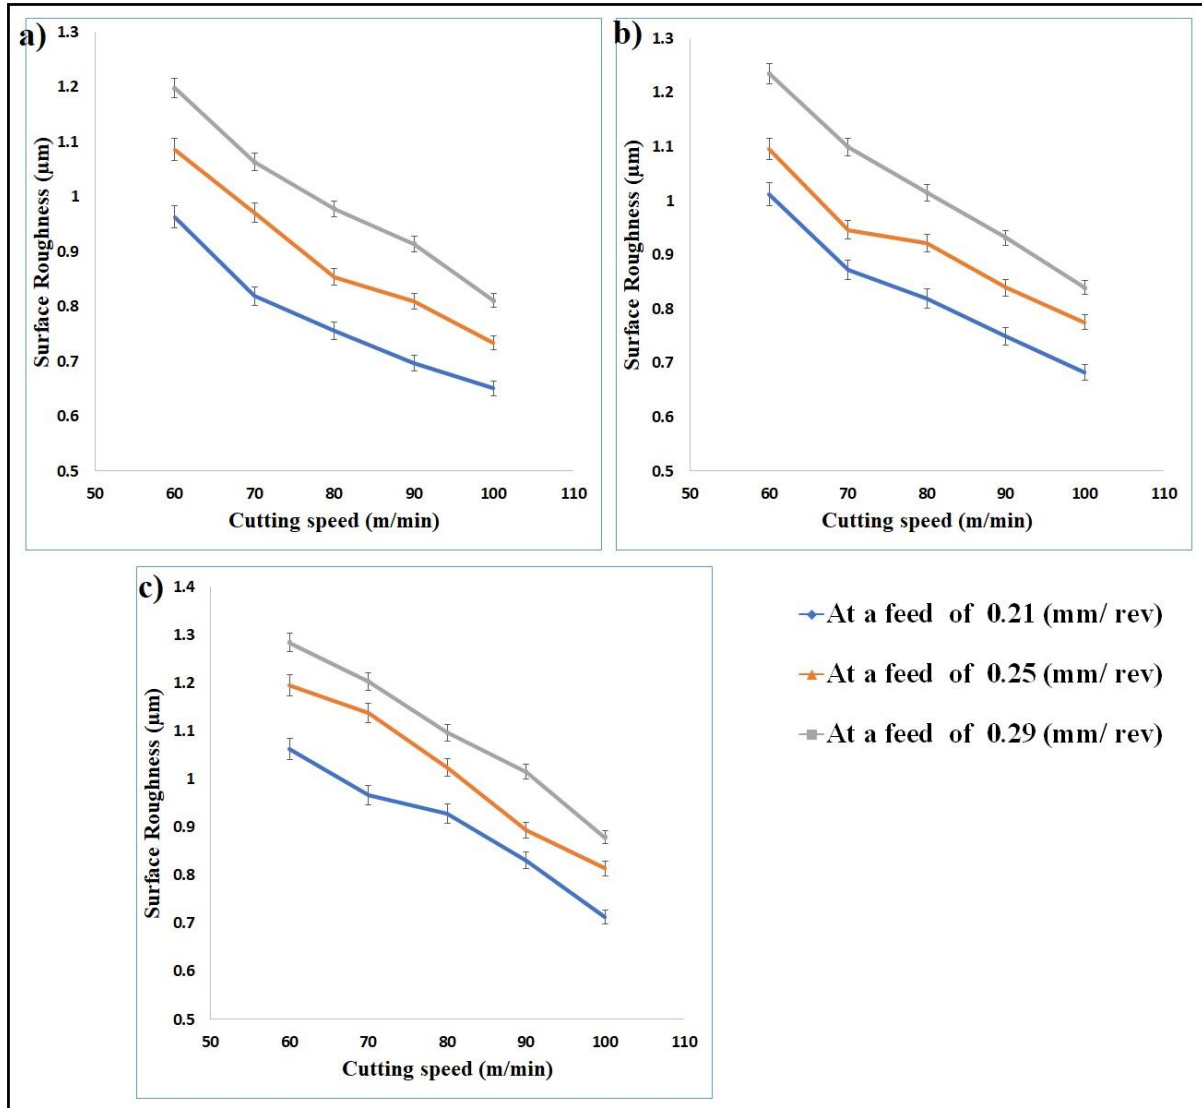 a)
1.3
1.2
1.1
1
0.9
0.8
0.7
0.6
0.5
Surface Roughness (µm)
50 60 70 80 90 100 110
Cutting speed (m/min)
b)
1.3
1.2
1.1
1
0.9
0.8
0.7
0.6
0.5
Surface Roughness (µm)
50 60 70 80 90 100 110
Cutting speed (m/min)
c)
1.4
1.3
1.2
1.1
1
0.9
0.8
0.7
0.6
0.5
Surface Roughness (µm)
50 60 70 80 90 100 110
Cutting speed (m/min)
At a feed of 0.21 (mm/ rev)
At a feed of 0.25 (mm/ rev)
At a feed of 0.29 (mm/ rev)